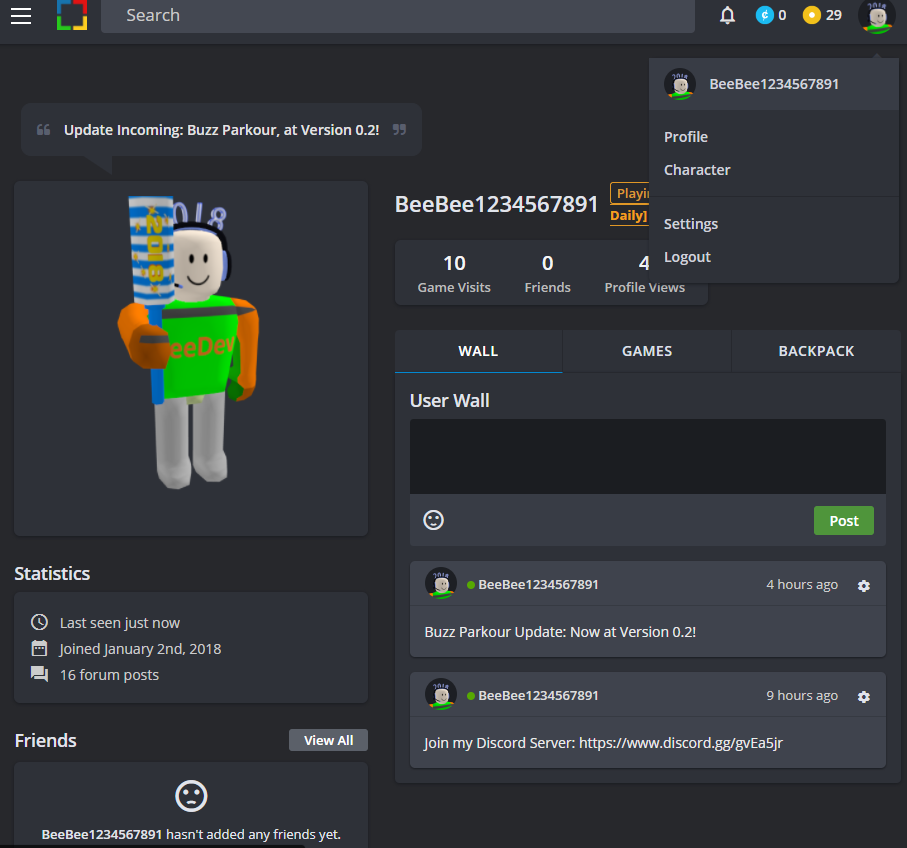 Search
0
29
BeeBee1234567891
Profile
Character
Settings
Logout
Update Incoming: Buzz Parkour, at Version 0.2!
2018
2018
BeeBee1234567891
Daily]
10
0
4
Game Visits
Friends
Profile Views
WALL
GAMES
BACKPACK
User Wall
Post
BeeBee1234567891
4 hours ago
Buzz Parkour Update: Now at Version 0.2!
BeeBee1234567891
9 hours ago
Join my Discord Server: https://www.discord.gg/gvEa5jr
Statistics
Last seen just now
Joined January 2nd, 2018
16 forum posts
Friends
View All
BeeBee1234567891 hasn't added any friends yet.